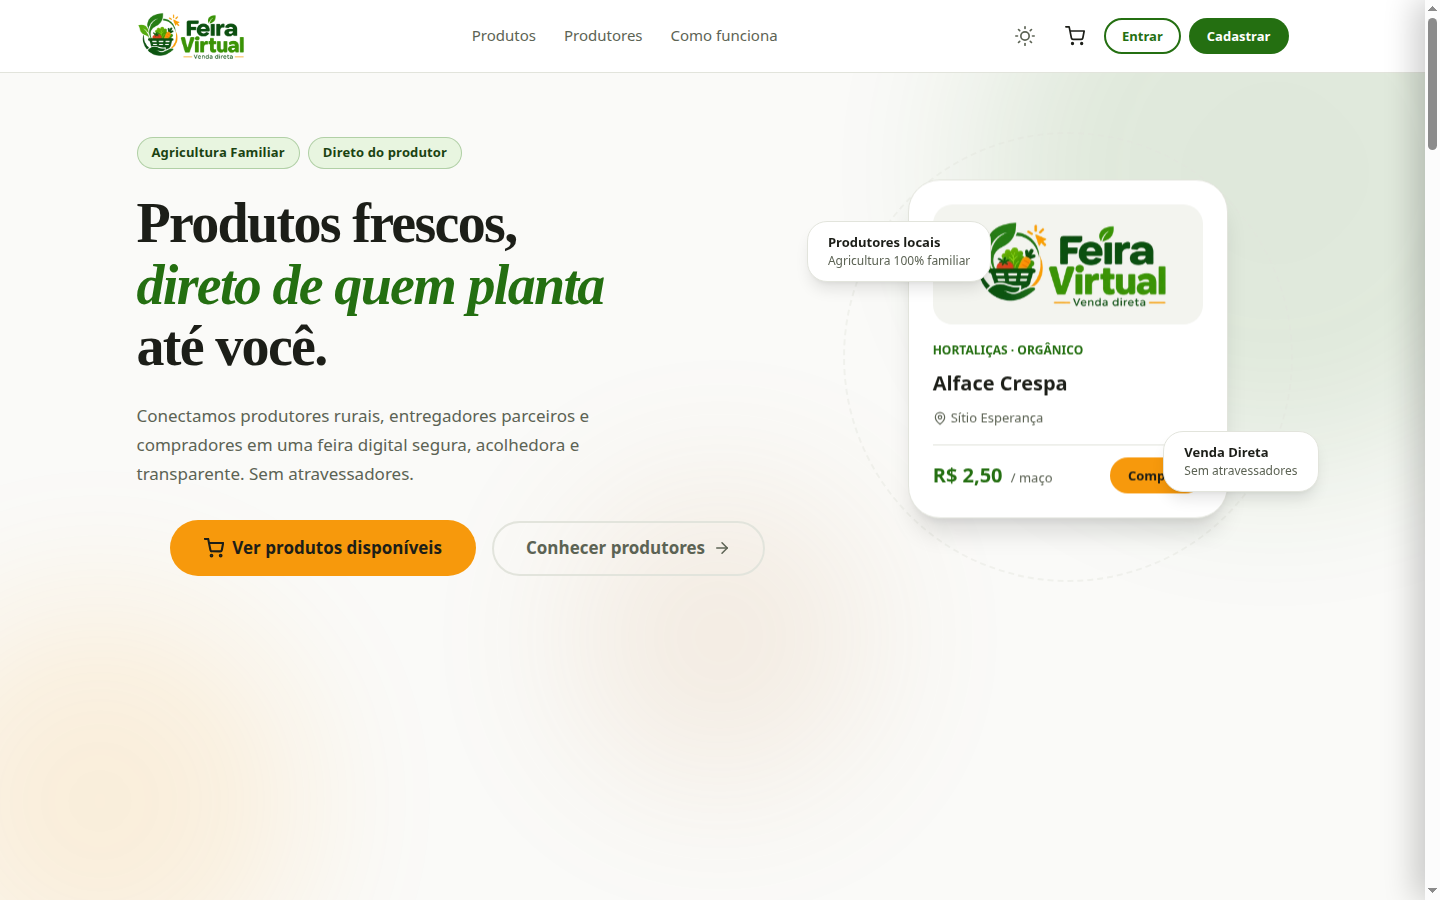 Feira
Virtual
Venda direta
Produtos
Produtores
Como funciona
Entrar
Cadastrar
Agricultura Familiar
Direto do produtor
Produtos frescos,
direto de quem planta
até você.
Conectamos produtores rurais, entregadores parceiros e
compradores em uma feira digital segura, acolhedora e
transparente. Sem atravessadores.
Ver produtos disponíveis
Conhecer produtores
Produtores locais
Agricultura 100% familiar
Feira
Virtual
Venda direta
HORTALIÇAS · ORGÂNICO
Alface Crespa
Sítio Esperança
R$ 2,50 / maço
Comp
Venda Direta
Sem atravessadores